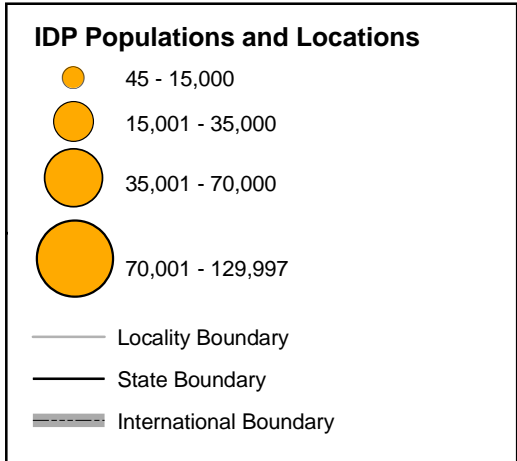 IDP Populations and Locations
45 - 15,000
15,001 - 35,000
35,001 - 70,000
70,001 - 129,997
Locality Boundary
State Boundary
International Boundary